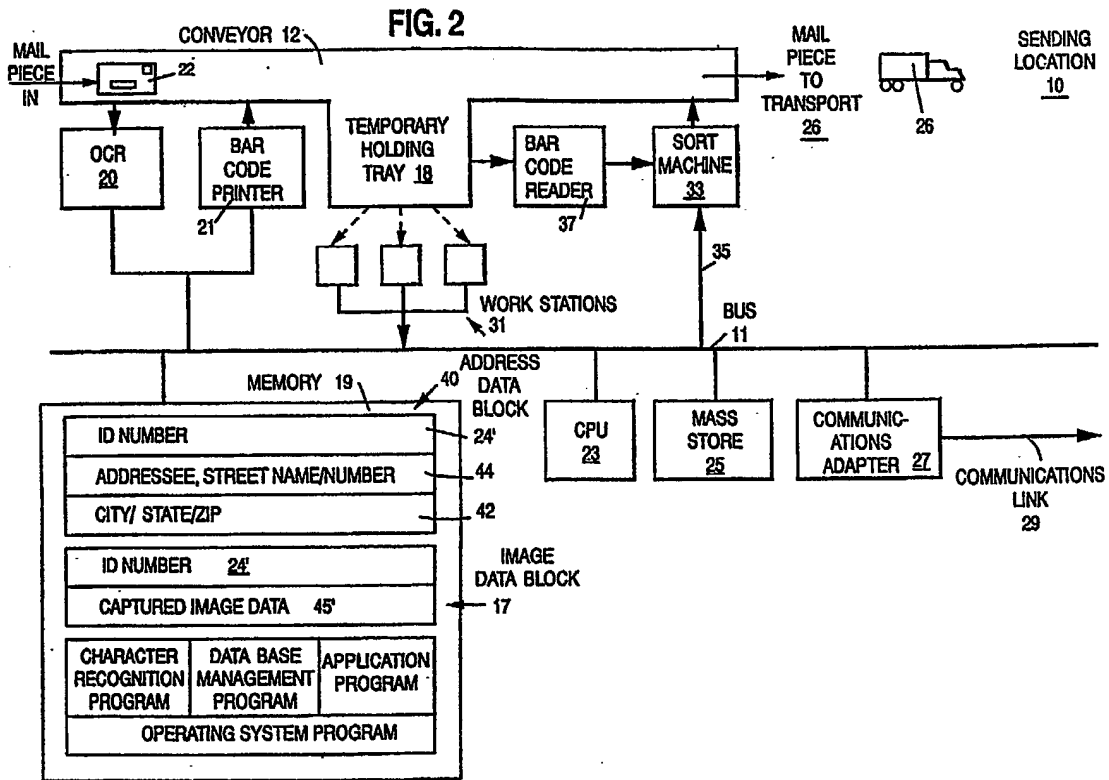 FIG. 2
CONVEYOR 12
MAIL
PIECE
IN
22
MAIL
PIECE
TO
TRANSPORT
26
26
SENDING
LOCATION
10
OCR
20
BAR
CODE
PRINTER
21
TEMPORARY
HOLDING
TRAY 18
BAR
CODE
READER
37
SORT
MACHINE
33
35
WORK STATIONS
31
BUS
11
MEMORY 19
40
ADDRESS
DATA
BLOCK
ID NUMBER
24'
ADDRESSEE, STREET NAME/NUMBER
44
CITY/ STATE/ZIP
42
ID NUMBER 24'
CAPTURED IMAGE DATA 45'
IMAGE
DATA BLOCK
17
CHARACTER
RECOGNITION
PROGRAM
DATA BASE
MANAGEMENT
PROGRAM
APPLICATION
PROGRAM
OPERATING SYSTEM PROGRAM
CPU
23
MASS
STORE
25
COMMUNIC-
ATIONS
ADAPTER 27
COMMUNICATIONS
LINK
29